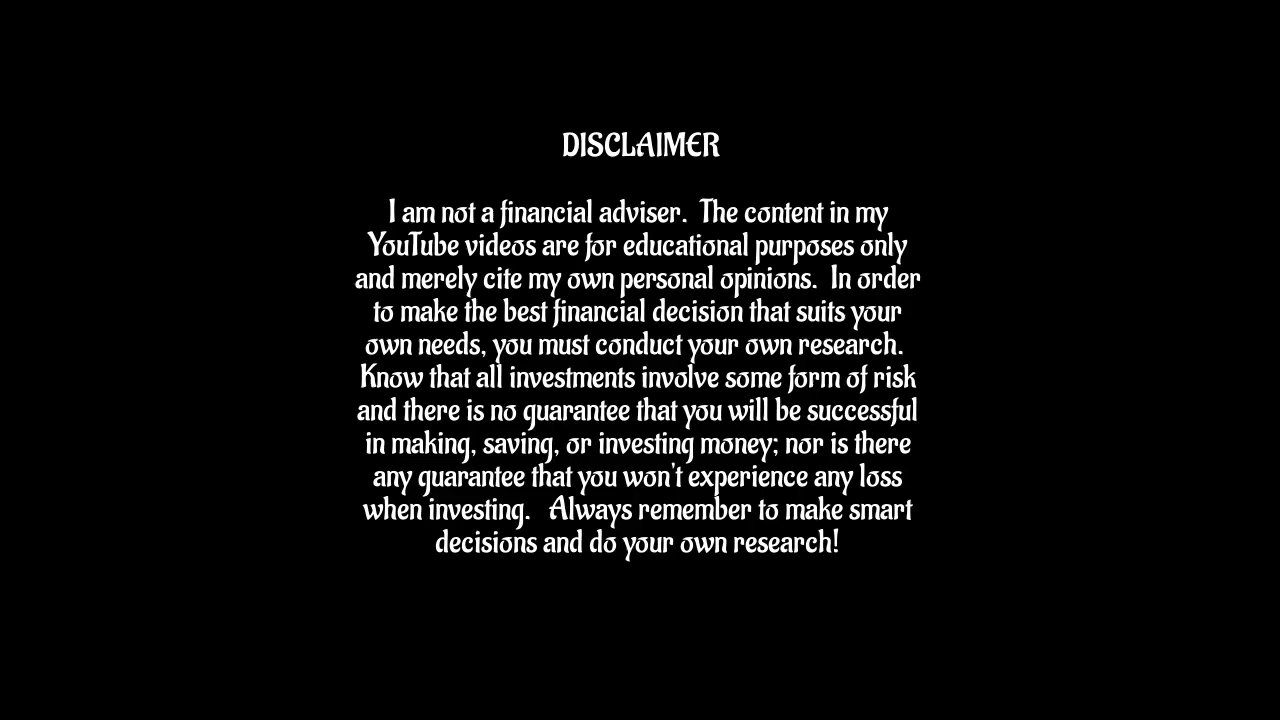 DISCLAIMER
I am not a financial adviser.  The content in my
YouTube videos are for educational purposes only
and merely cite my own personal opinions.  In order
to make the best financial decision that suits your
own needs, you must conduct your own research.
Know that all investments involve some form of risk
and there is no guarantee that you will be successful
in making, saving, or investing money; nor is there
any guarantee that you won't experience any loss
when investing.   Always remember to make smart
decisions and do your own research!